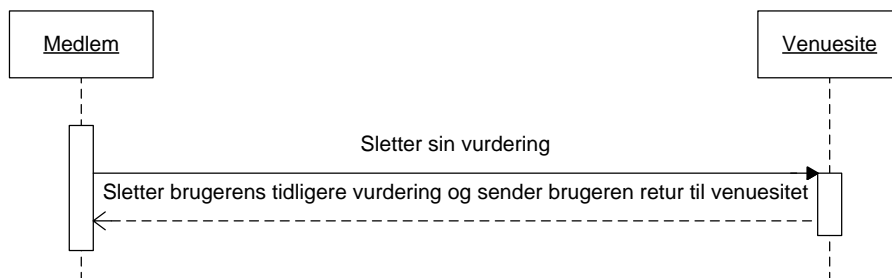 Medlem
Venuesite
Sletter sin vurdering
Sletter brugerens tidligere vurdering og sender brugeren retur til venuesitet